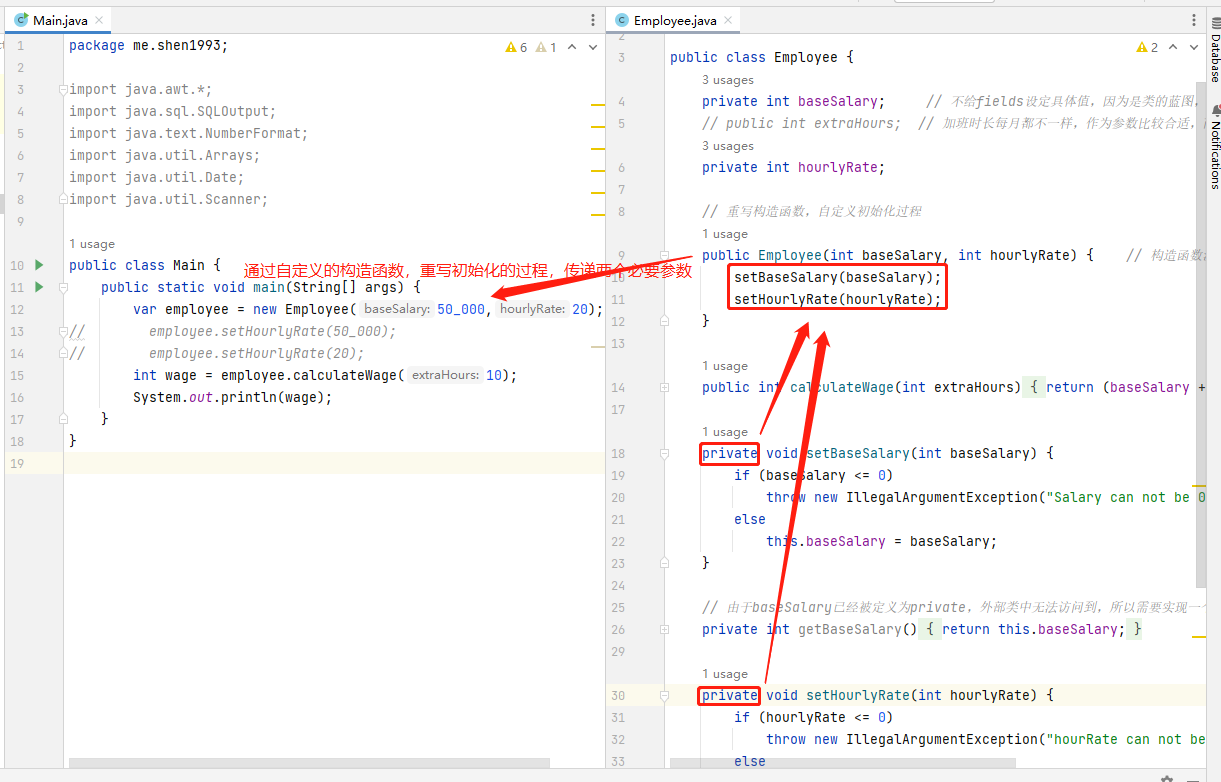 Main.java
1 package me.shen1993;
6 1
2
3 import java.awt.*;
4 import java.sql.SQLOutput;
5 import java.text.NumberFormat;
6 import java.util.Arrays;
7 import java.util.Date;
8 import java.util.Scanner;
9
1 usage
10 public class Main {
通过自定义的构造函数，重写初始化的过程，传递两个必要参数
11 public static void main(String[] args) {
12 var employee = new Employee( baseSalary: 50_000, hourlyRate: 20);
13 // employee.setHourlyRate(50_000);
14 // employee.setHourlyRate(20);
15 int wage = employee.calculateWage( extraHours: 10);
16 System.out.println(wage);
17 }
18 }
19
Employee.java
2
2
3 public class Employee {
3 usages
4 private int baseSalary; // 不给fields设定具体值，因为是类的蓝图，
5 // public int extraHours; // 加班时长每月都不一样，作为参数比较合适，
3 usages
6 private int hourlyRate;
7
8 // 重写构造函数，自定义初始化过程
1 usage
9 public Employee(int baseSalary, int hourlyRate) { // 构造函数
10 setBaseSalary(baseSalary);
11 setHourlyRate(hourlyRate);
12 }
13
1 usage
14 public int calculateWage(int extraHours) { return (baseSalary +
17
1 usage
18 private void setBaseSalary(int baseSalary) {
19 if (baseSalary <= 0)
20 throw new IllegalArgumentException("Salary can not be 0
21 else
22 this.baseSalary = baseSalary;
23 }
24
25 // 由于baseSalary已经被定义为private，外部类中无法访问到，所以需要实现一个
26 private int getBaseSalary() { return this.baseSalary; }
29
1 usage
30 private void setHourlyRate(int hourlyRate) {
31 if (hourlyRate <= 0)
32 throw new IllegalArgumentException("hourRate can not be
33 else
Database
Notifications